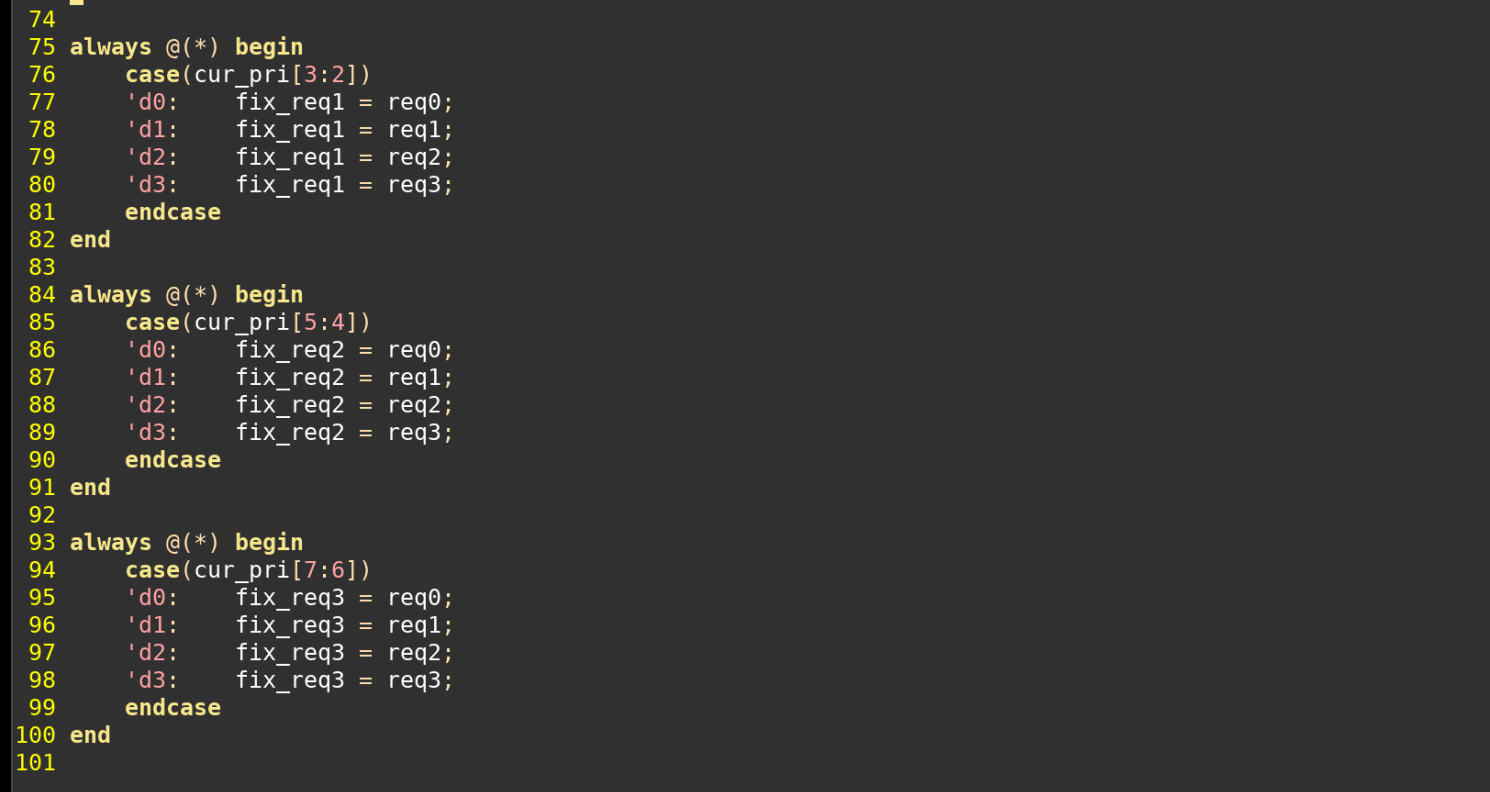 74
75 always @(*) begin
76     case(cur_pri[3:2])
77     'd0:    fix_req1 = req0;
78     'd1:    fix_req1 = req1;
79     'd2:    fix_req1 = req2;
80     'd3:    fix_req1 = req3;
81     endcase
82 end
83
84 always @(*) begin
85     case(cur_pri[5:4])
86     'd0:    fix_req2 = req0;
87     'd1:    fix_req2 = req1;
88     'd2:    fix_req2 = req2;
89     'd3:    fix_req2 = req3;
90     endcase
91 end
92
93 always @(*) begin
94     case(cur_pri[7:6])
95     'd0:    fix_req3 = req0;
96     'd1:    fix_req3 = req1;
97     'd2:    fix_req3 = req2;
98     'd3:    fix_req3 = req3;
99     endcase
100 end
101